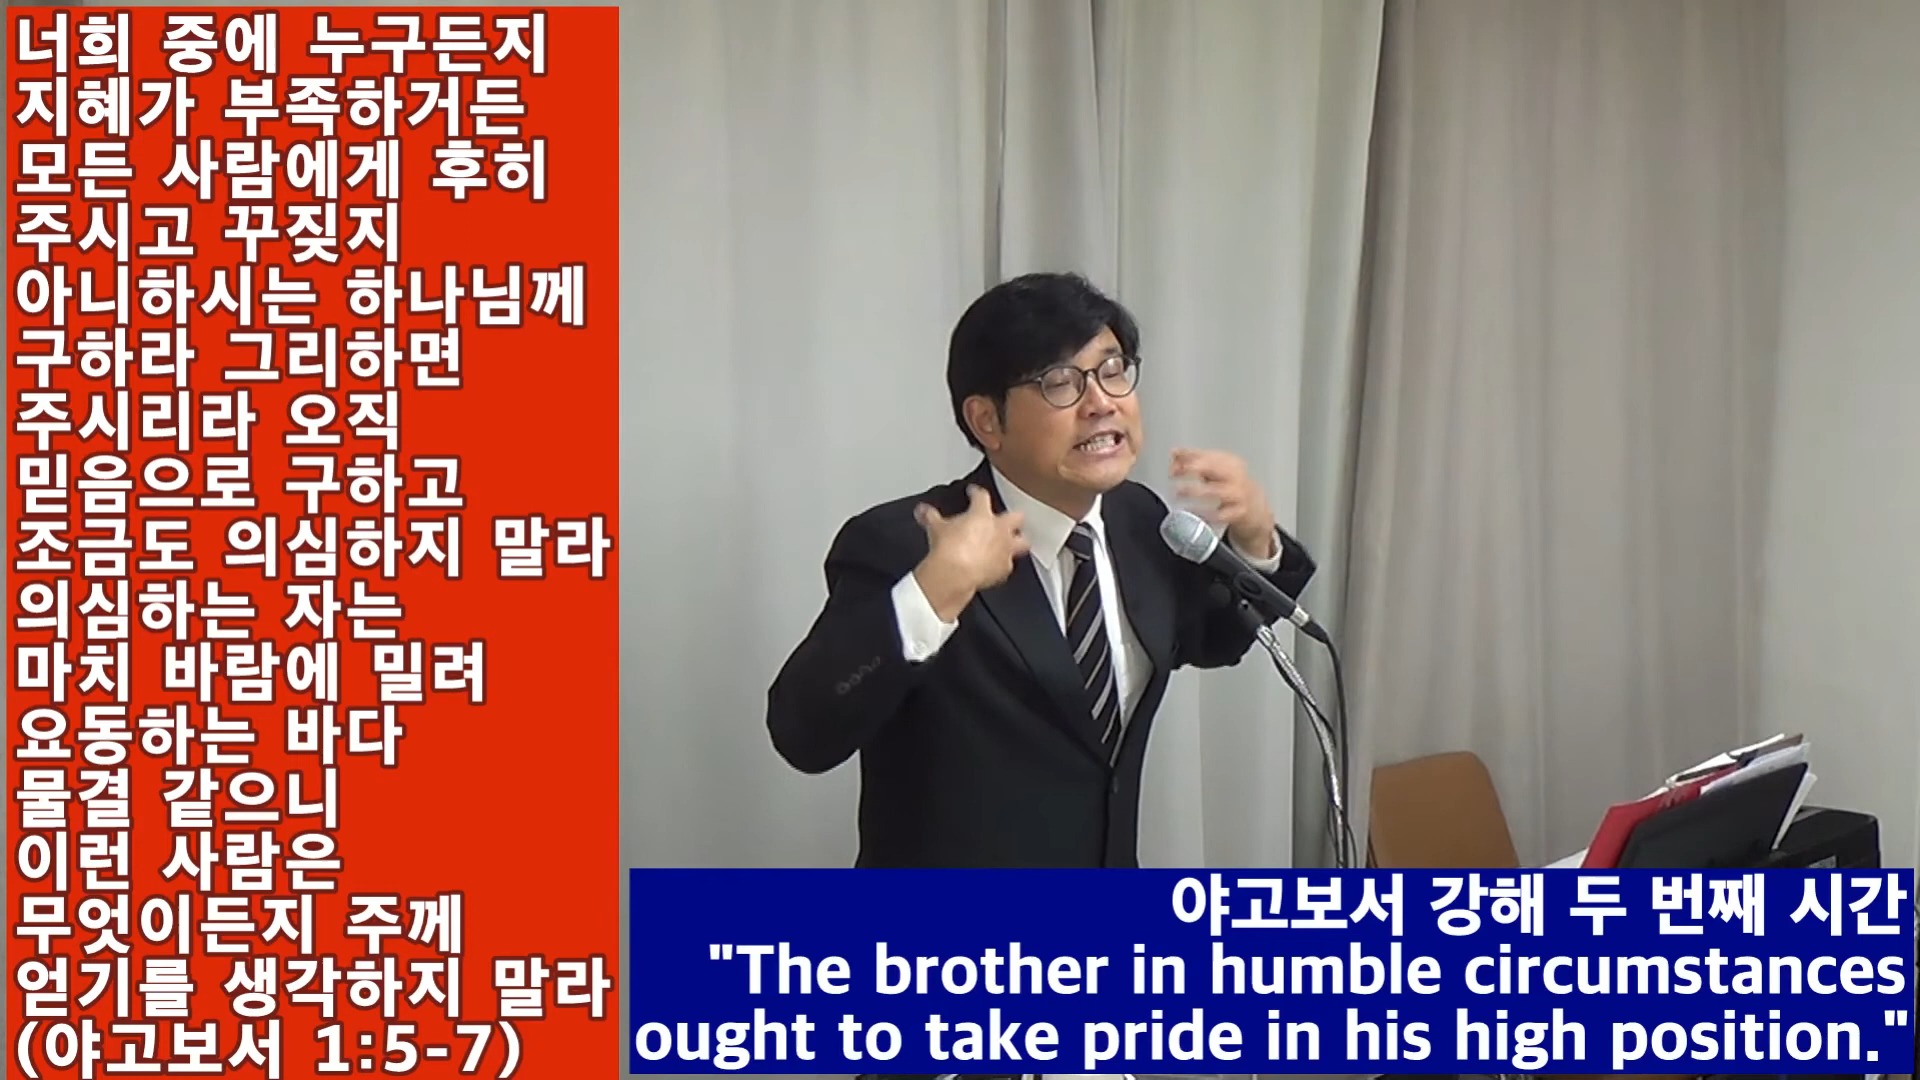 너희 중에 누구든지
지혜가 부족하거든
모든 사람에게 후히
주시고 꾸짖지
아니하시는 하나님께
구하라 그리하면
주시리라 오직
믿음으로 구하고
조금도 의심하지 말라
의심하는 자는
마치 바람에 밀려
요동하는 바다
물결 같으니
이런 사람은
무엇이든지 주께
얻기를 생각하지 말라
(야고보서 1:5-7)
야고보서 강해 두 번째 시간
"The brother in humble circumstances
ought to take pride in his high position."